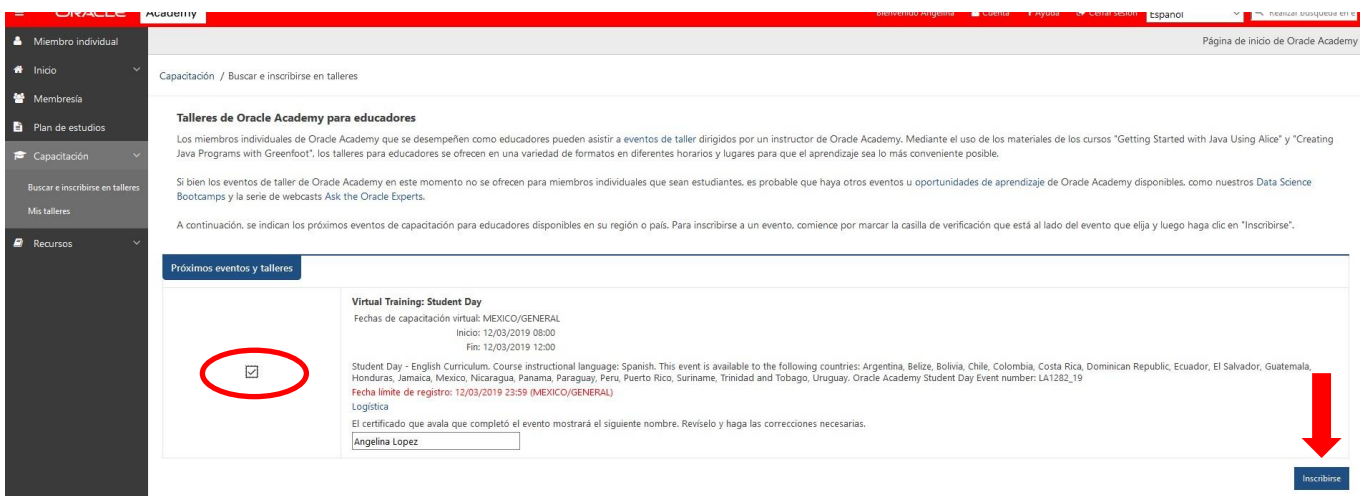 ORACLE Academy
Bienvenido Angelina Cuenta Ayuda Cerrar sesión Español Realizar búsqueda en e
Miembro individual
Página de inicio de Oracle Academy
Inicio
Capacitación / Buscar e inscribirse en talleres
Membresía
Plan de estudios
Capacitación
Buscar e inscribirse en talleres
Mis talleres
Recursos
Talleres de Oracle Academy para educadores
Los miembros individuales de Oracle Academy que se desempeñen como educadores pueden asistir a eventos de taller dirigidos por un instructor de Oracle Academy. Mediante el uso de los materiales de los cursos "Getting Started with Java Using Alice" y "Creating
Java Programs with Greenfoot", los talleres para educadores se ofrecen en una variedad de formatos en diferentes horarios y lugares para que el aprendizaje sea lo más conveniente posible.
Si bien los eventos de taller de Oracle Academy en este momento no se ofrecen para miembros individuales que sean estudiantes, es probable que haya otros eventos u oportunidades de aprendizaje de Oracle Academy disponibles, como nuestros Data Science
Bootcamps y la serie de webcasts Ask the Oracle Experts.
A continuación, se indican los próximos eventos de capacitación para educadores disponibles en su región o país. Para inscribirse a un evento, comience por marcar la casilla de verificación que está al lado del evento que elija y luego haga clic en "Inscribirse".
Próximos eventos y talleres
Virtual Training: Student Day
Fechas de capacitación virtual: MEXICO/GENERAL
Inicio: 12/03/2019 08:00
Fin: 12/03/2019 12:00
Student Day - English Curriculum. Course instructional language: Spanish. This event is available to the following countries: Argentina, Belize, Bolivia, Chile, Colombia, Costa Rica, Dominican Republic, Ecuador, El Salvador, Guatemala,
Honduras, Jamaica, Mexico, Nicaragua, Panama, Paraguay, Peru, Puerto Rico, Suriname, Trinidad and Tobago, Uruguay. Oracle Academy Student Day Event number: LA1282_19
Fecha límite de registro: 12/03/2019 23:59 (MEXICO/GENERAL)
Logística
El certificado que avala que completó el evento mostrará el siguiente nombre. Revíselo y haga las correcciones necesarias.
Angelina Lopez
Inscribirse